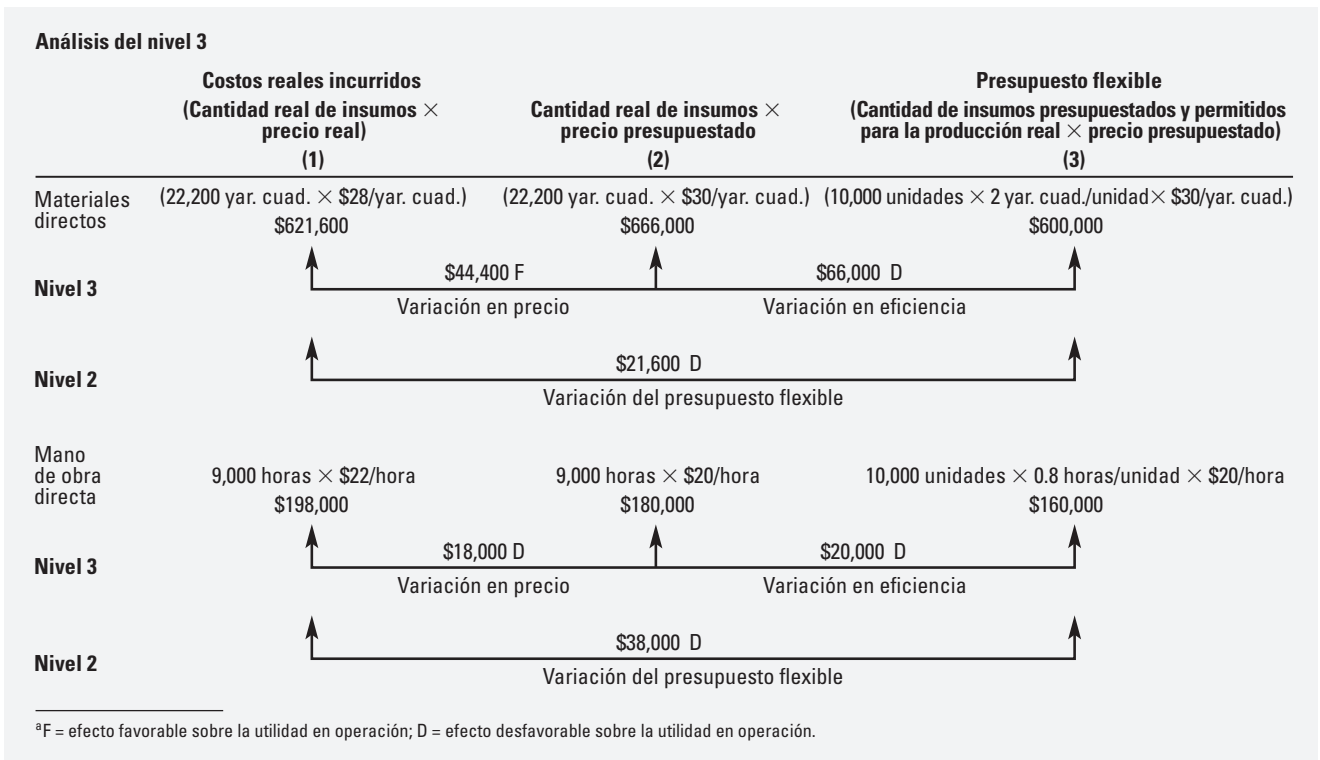 Análisis del nivel 3
Costos reales incurridos
(Cantidad real de insumos ×
precio real)
(1)
Cantidad real de insumos ×
precio presupuestado
(2)
Presupuesto flexible
(Cantidad de insumos presupuestados y permitidos
para la producción real × precio presupuestado)
(3)
Materiales
directos
(22,200 yar. cuad. × $28/yar. cuad.)
$621,600
(22,200 yar. cuad. × $30/yar. cuad.)
$666,000
(10,000 unidades × 2 yar. cuad./unidad× $30/yar. cuad.)
$600,000
Nivel 3
$44,400 F
Variación en precio
$66,000 D
Variación en eficiencia
Nivel 2
$21,600 D
Variación del presupuesto flexible
Mano
de obra
directa
9,000 horas × $22/hora
$198,000
9,000 horas × $20/hora
$180,000
10,000 unidades × 0.8 horas/unidad × $20/hora
$160,000
Nivel 3
$18,000 D
Variación en precio
$20,000 D
Variación en eficiencia
Nivel 2
$38,000 D
Variación del presupuesto flexible
ªF = efecto favorable sobre la utilidad en operación; D = efecto desfavorable sobre la utilidad en operación.